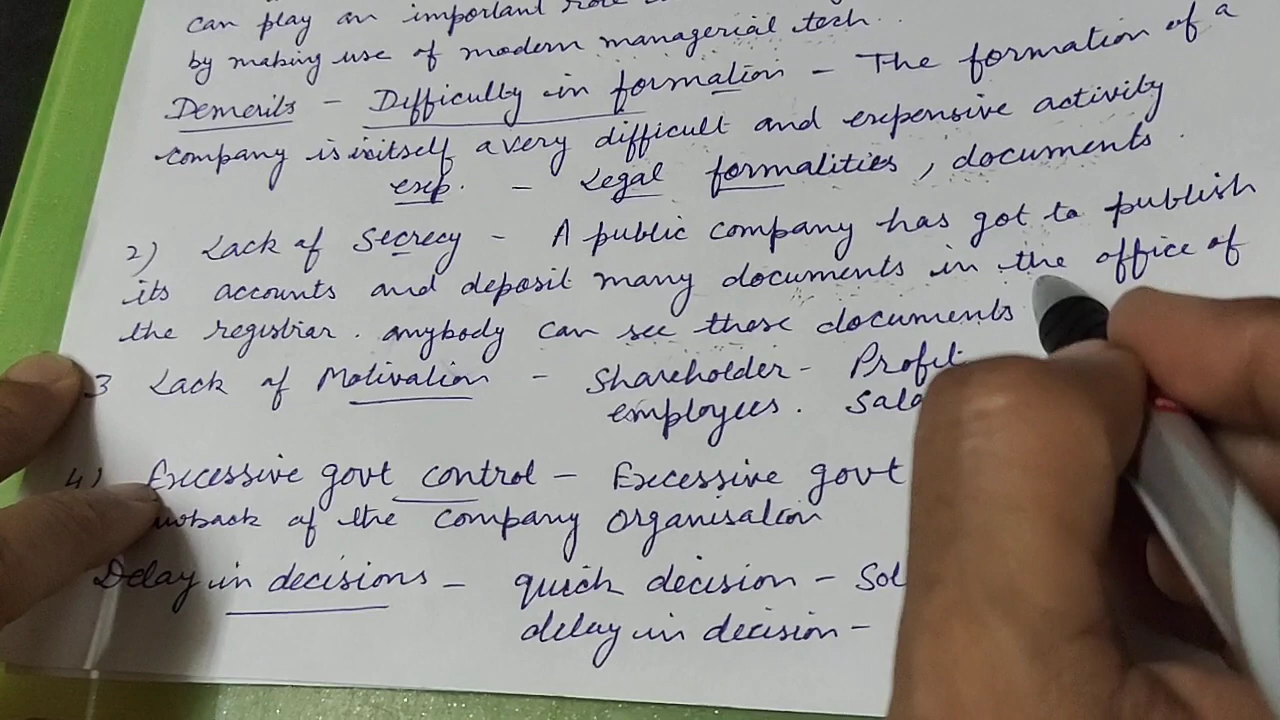 can play an important role
by making use of modern managerial tech.
Demerits - Difficulty in formation - The formation of a
company is initself a very difficult and expensive activity
exp. - Legal formalities, documents.
2) Lack of Secrecy - A public company has got to publish
its accounts and deposit many documents in the office of
the registrar. anybody can see these documents
3 Lack of Motivation - Shareholder - Profit
employees.
4) Excessive govt control - Excessive govt
of the company organisation
Delay in decisions - quick decision -
delay in decision -